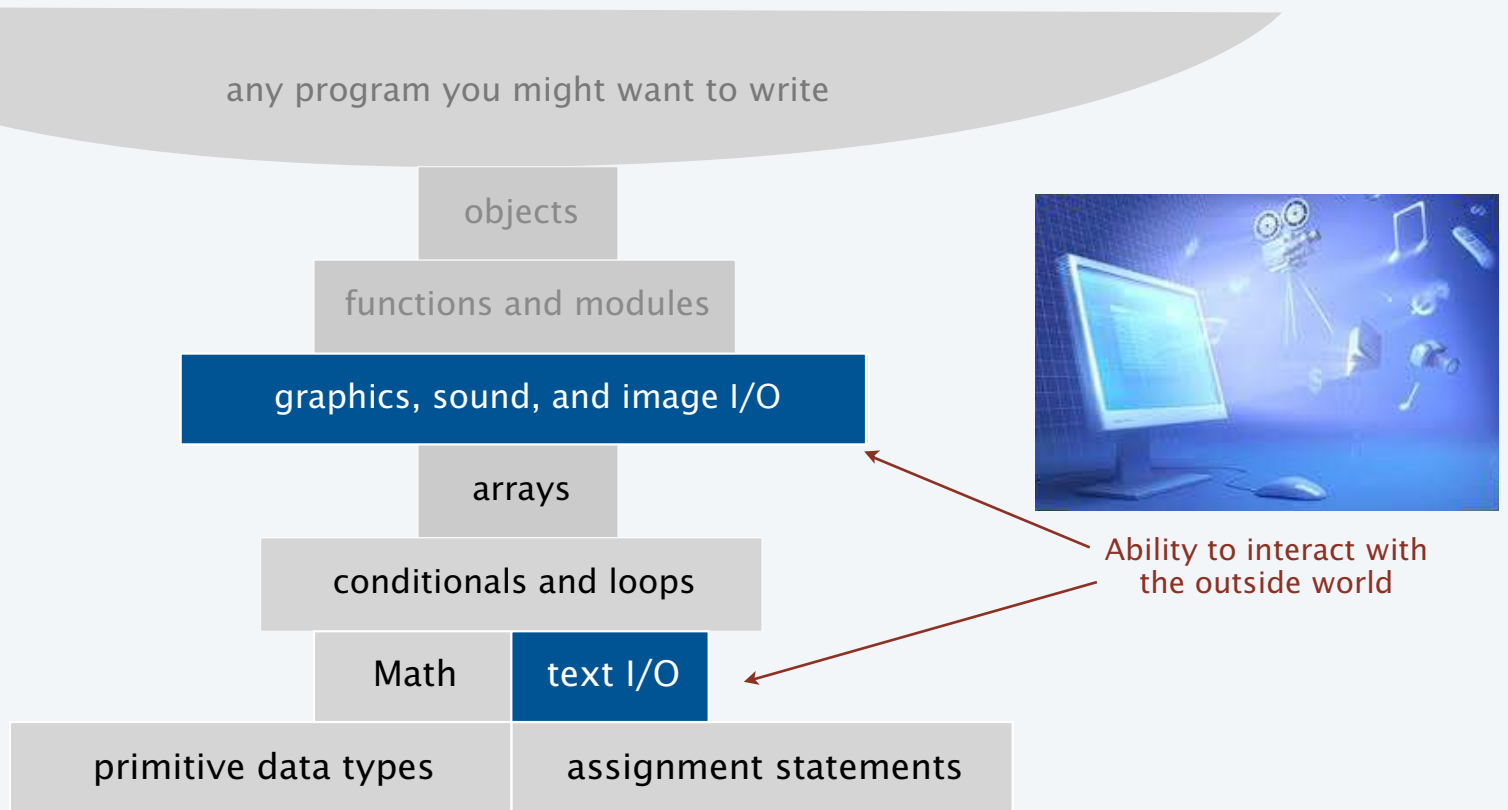 any program you might want to write
objects
functions and modules
graphics, sound, and image I/O
arrays
conditionals and loops
Ability to interact with
the outside world
Math
text I/O
primitive data types
assignment statements